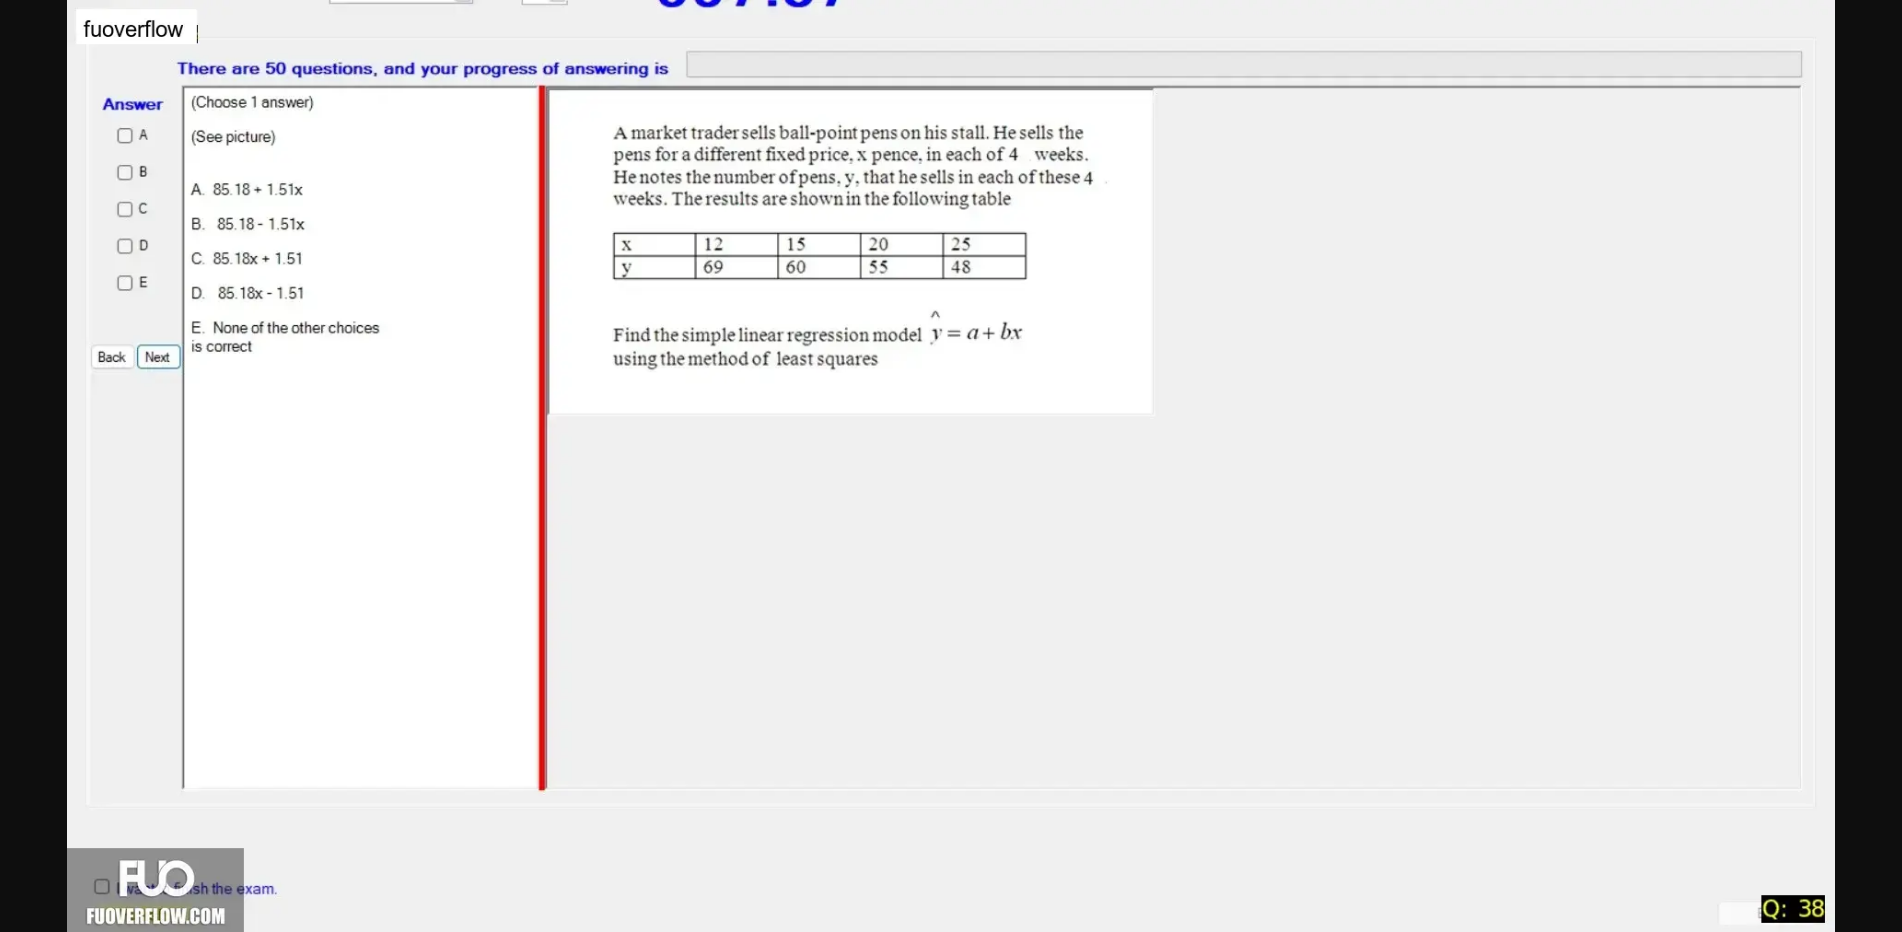 fuoverflow
There are 50 questions, and your progress of answering is
Answer
A
B
C
D
E
Back Next
(Choose 1 answer)
(See picture)
A. 85.18 + 1.51x
B. 85.18 - 1.51x
C. 85.18x + 1.51
D. 85.18x - 1.51
E. None of the other choices
is correct
A market trader sells ball-point pens on his stall. He sells the
pens for a different fixed price, x pence, in each of 4 weeks.
He notes the number of pens, y, that he sells in each of these 4
weeks. The results are shown in the following table
x 12 15 20 25
y 69 60 55 48
Find the simple linear regression model ŷ = a + bx
using the method of least squares
FUO
sh the exam.
FUOVERFLOW.COM
Q: 38